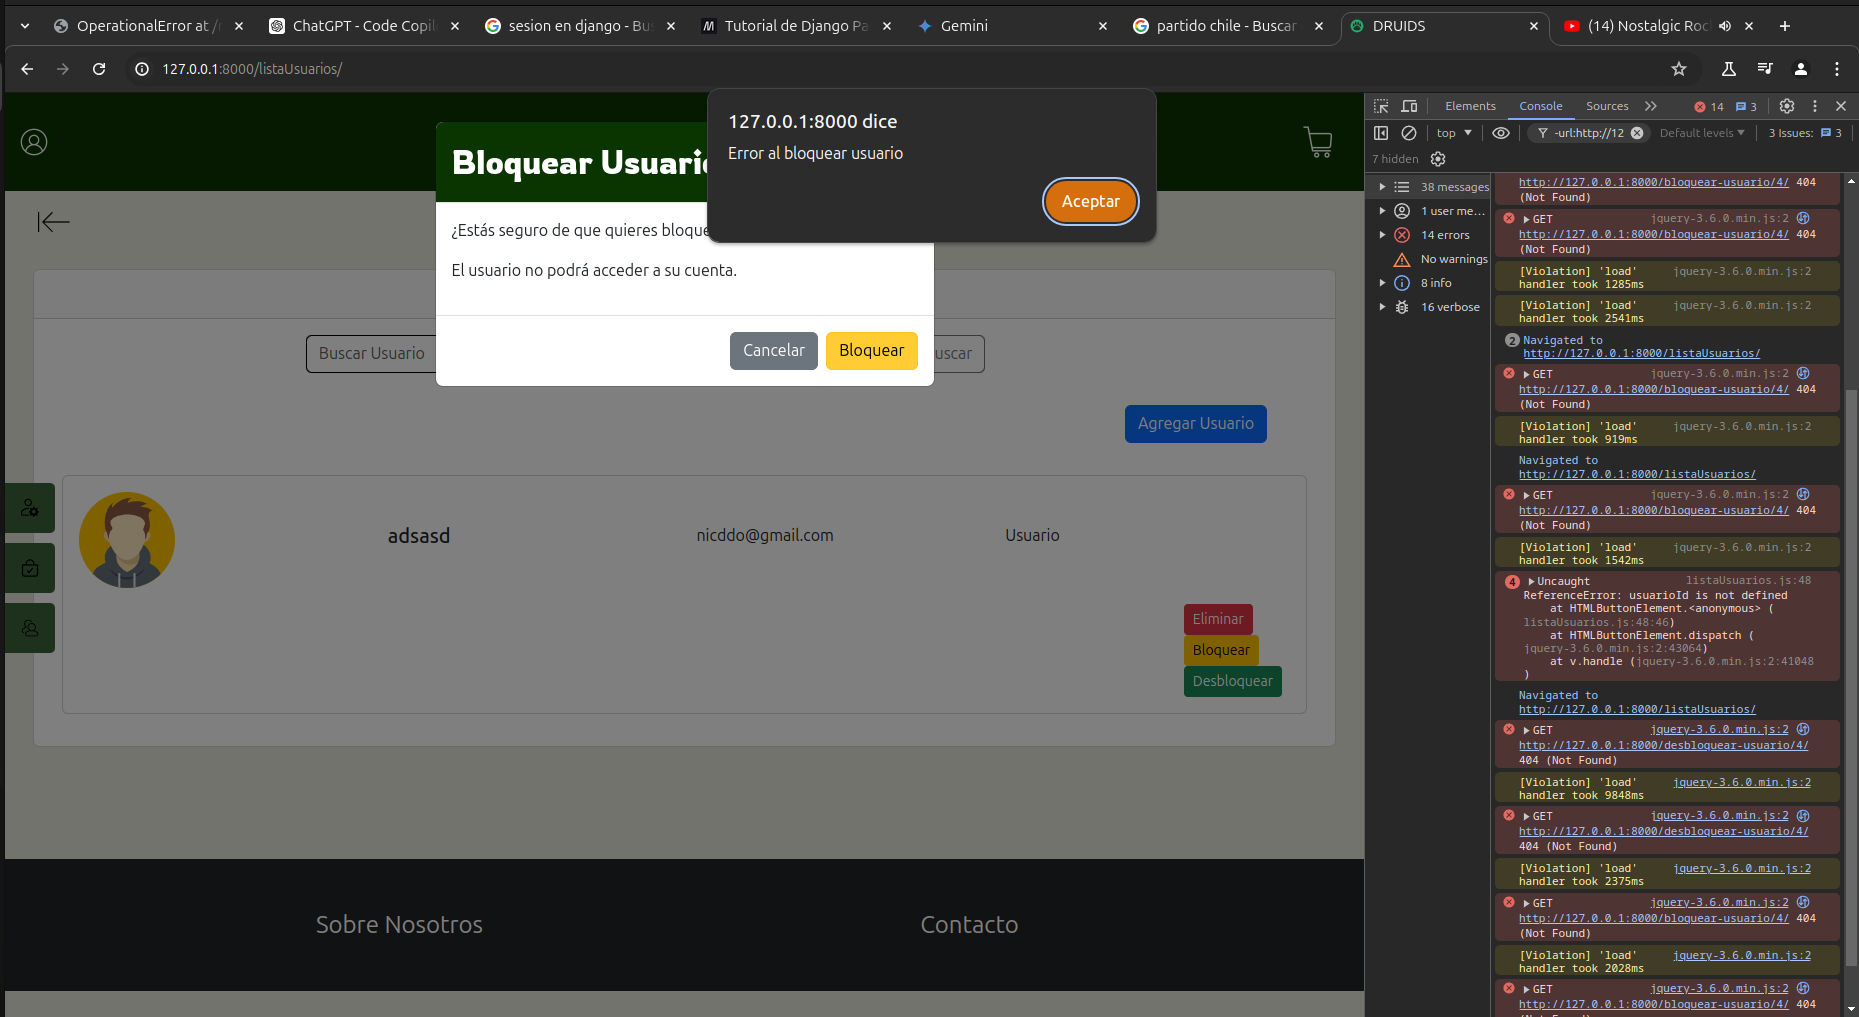 OperationalError at /r
ChatGPT - Code Copil
sesion en django - Bus
Tutorial de Django Pa
Gemini
partido chile - Buscar
DRUIDS
(14) Nostalgic Roc
127.0.0.1:8000/listaUsuarios/
127.0.0.1:8000 dice
Error al bloquear usuario
Aceptar
Bloquear Usuario
¿Estás seguro de que quieres bloque
El usuario no podrá acceder a su cuenta.
Cancelar
Bloquear
Buscar Usuario
uscar
Agregar Usuario
adsasd
nicddo@gmail.com
Usuario
Eliminar
Bloquear
Desbloquear
Sobre Nosotros
Contacto
Elements Console Sources 14 3
top -url:http://12 Default levels 3 Issues: 3
7 hidden
38 messages
1 user me...
14 errors
No warnings
8 info
16 verbose
http://127.0.0.1:8000/bloquear-usuario/4/ 404
(Not Found)
GET jquery-3.6.0.min.js:2
http://127.0.0.1:8000/bloquear-usuario/4/ 404
(Not Found)
[Violation] 'load' jquery-3.6.0.min.js:2
handler took 1285ms
[Violation] 'load' jquery-3.6.0.min.js:2
handler took 2541ms
2 Navigated to
http://127.0.0.1:8000/listaUsuarios/
GET jquery-3.6.0.min.js:2
http://127.0.0.1:8000/bloquear-usuario/4/ 404
(Not Found)
[Violation] 'load' jquery-3.6.0.min.js:2
handler took 919ms
Navigated to
http://127.0.0.1:8000/listaUsuarios/
GET jquery-3.6.0.min.js:2
http://127.0.0.1:8000/bloquear-usuario/4/ 404
(Not Found)
[Violation] 'load' jquery-3.6.0.min.js:2
handler took 1542ms
4 Uncaught listaUsuarios.js:48
ReferenceError: usuarioId is not defined
at HTMLButtonElement.<anonymous> (
listaUsuarios.js:48:46)
at HTMLButtonElement.dispatch (
jquery-3.6.0.min.js:2:43064)
at v.handle (jquery-3.6.0.min.js:2:41048
)
Navigated to
http://127.0.0.1:8000/listaUsuarios/
GET jquery-3.6.0.min.js:2
http://127.0.0.1:8000/desbloquear-usuario/4/
404 (Not Found)
[Violation] 'load' jquery-3.6.0.min.js:2
handler took 9848ms
GET jquery-3.6.0.min.js:2
http://127.0.0.1:8000/desbloquear-usuario/4/
404 (Not Found)
[Violation] 'load' jquery-3.6.0.min.js:2
handler took 2375ms
GET jquery-3.6.0.min.js:2
http://127.0.0.1:8000/bloquear-usuario/4/ 404
(Not Found)
[Violation] 'load' jquery-3.6.0.min.js:2
handler took 2028ms
GET jquery-3.6.0.min.js:2
http://127.0.0.1:8000/bloquear-usuario/4/ 404